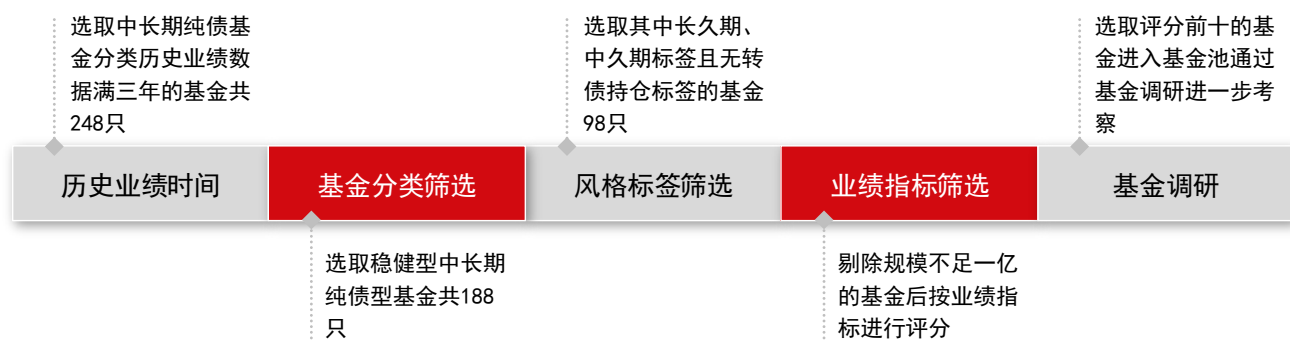 选取中长期纯债基
金分类历史业绩数
据满三年的基金共
248只
选取其中长久期、
中久期标签且无转
债持仓标签的基金
98只
选取评分前十的基
金进入基金池通过
基金调研进一步考
察
历史业绩时间
基金分类筛选
风格标签筛选
业绩指标筛选
基金调研
选取稳健型中长期
纯债型基金共188
只
剔除规模不足一亿
的基金后按业绩指
标进行评分